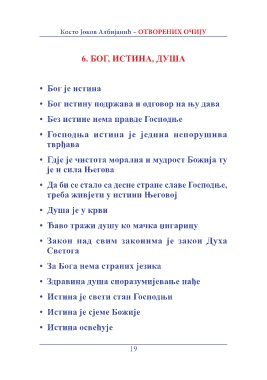 Косто Јоков Албијанић – ОТВОРЕНИХ ОЧИЈУ
6. БОГ, ИСТИНА, ДУША
• Бог је истина
• Бог истину подржава и одговор на њу дава
• Без истине нема правде Господње
• Господња истина је једина непорушива
тврђава
• Гдје је чистота морална и мудрост Божија ту
је и сила Његова
• Да би се стало са десне стране славе Господње,
треба живјети у истини Његовој
• Душа је у крви
• Ђаво тражи душу ко мачка џигарицу
• Закон над свим законима је закон Духа
Светога
• За Бога нема страних језика
• Здравина душа споразумијевање нађе
• Истина је свети стан Господњи
• Истина је сјеме Божије
• Истина освећује
19